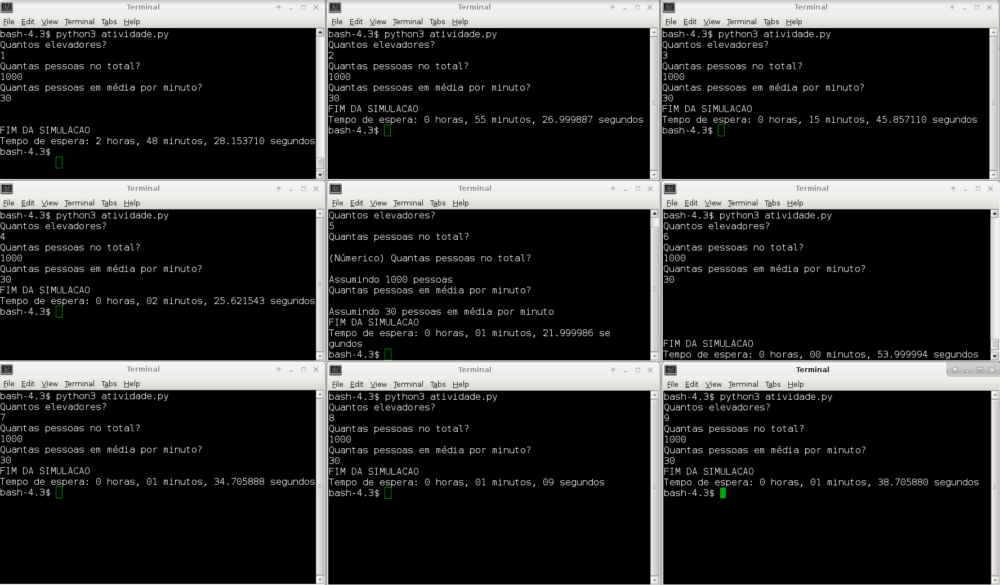 Terminal
File Edit View Terminal Tabs Help
bash-4.3$ python3 atividade.py
Quantos elevadores?
1
Quantas pessoas no total?
1000
Quantas pessoas em média por minuto?
30
FIM DA SIMULACAO
Tempo de espera: 2 horas, 48 minutos, 28.153710 segundos
bash-4.3$
Terminal
File Edit View Terminal Tabs Help
bash-4.3$ python3 atividade.py
Quantos elevadores?
2
Quantas pessoas no total?
1000
Quantas pessoas em média por minuto?
30
FIM DA SIMULACAO
Tempo de espera: 0 horas, 55 minutos, 26.999887 segundos
bash-4.3$
Terminal
File Edit View Terminal Tabs Help
bash-4.3$ python3 atividade.py
Quantos elevadores?
3
Quantas pessoas no total?
1000
Quantas pessoas em média por minuto?
30
FIM DA SIMULACAO
Tempo de espera: 0 horas, 15 minutos, 45.857110 segundos
bash-4.3$
Terminal
File Edit View Terminal Tabs Help
bash-4.3$ python3 atividade.py
Quantos elevadores?
4
Quantas pessoas no total?
1000
Quantas pessoas em média por minuto?
30
FIM DA SIMULACAO
Tempo de espera: 0 horas, 02 minutos, 25.621543 segundos
bash-4.3$
Terminal
File Edit View Terminal Tabs Help
Quantos elevadores?
5
Quantas pessoas no total?
(Númerico) Quantas pessoas no total?
Assumindo 1000 pessoas
Quantas pessoas em média por minuto?
Assumindo 30 pessoas em média por minuto
FIM DA SIMULACAO
Tempo de espera: 0 horas, 01 minutos, 21.999986 se
gundos
bash-4.3$
Terminal
File Edit View Terminal Tabs Help
bash-4.3$ python3 atividade.py
Quantos elevadores?
6
Quantas pessoas no total?
1000
Quantas pessoas em média por minuto?
30
FIM DA SIMULACAO
Tempo de espera: 0 horas, 00 minutos, 53.999994 segundos
Terminal
File Edit View Terminal Tabs Help
bash-4.3$ python3 atividade.py
Quantos elevadores?
7
Quantas pessoas no total?
1000
Quantas pessoas em média por minuto?
30
FIM DA SIMULACAO
Tempo de espera: 0 horas, 01 minutos, 34.705888 segundos
bash-4.3$
Terminal
File Edit View Terminal Tabs Help
bash-4.3$ python3 atividade.py
Quantos elevadores?
8
Quantas pessoas no total?
1000
Quantas pessoas em média por minuto?
30
FIM DA SIMULACAO
Tempo de espera: 0 horas, 01 minutos, 09 segundos
bash-4.3$
Terminal
File Edit View Terminal Tabs Help
bash-4.3$ python3 atividade.py
Quantos elevadores?
9
Quantas pessoas no total?
1000
Quantas pessoas em média por minuto?
30
FIM DA SIMULACAO
Tempo de espera: 0 horas, 01 minutos, 38.705880 segundos
bash-4.3$